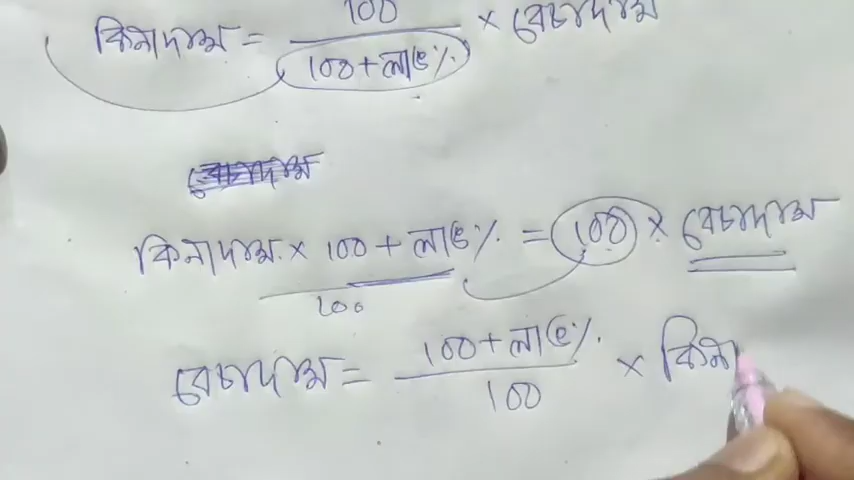 100
কিনাদাম = ─── × বেচাদাম
100 + লাভ%
কিনাদাম × 100 + লাভ% = 100 × বেচাদাম
100
100 + লাভ%
বেচাদাম = ─── × কিনা
100